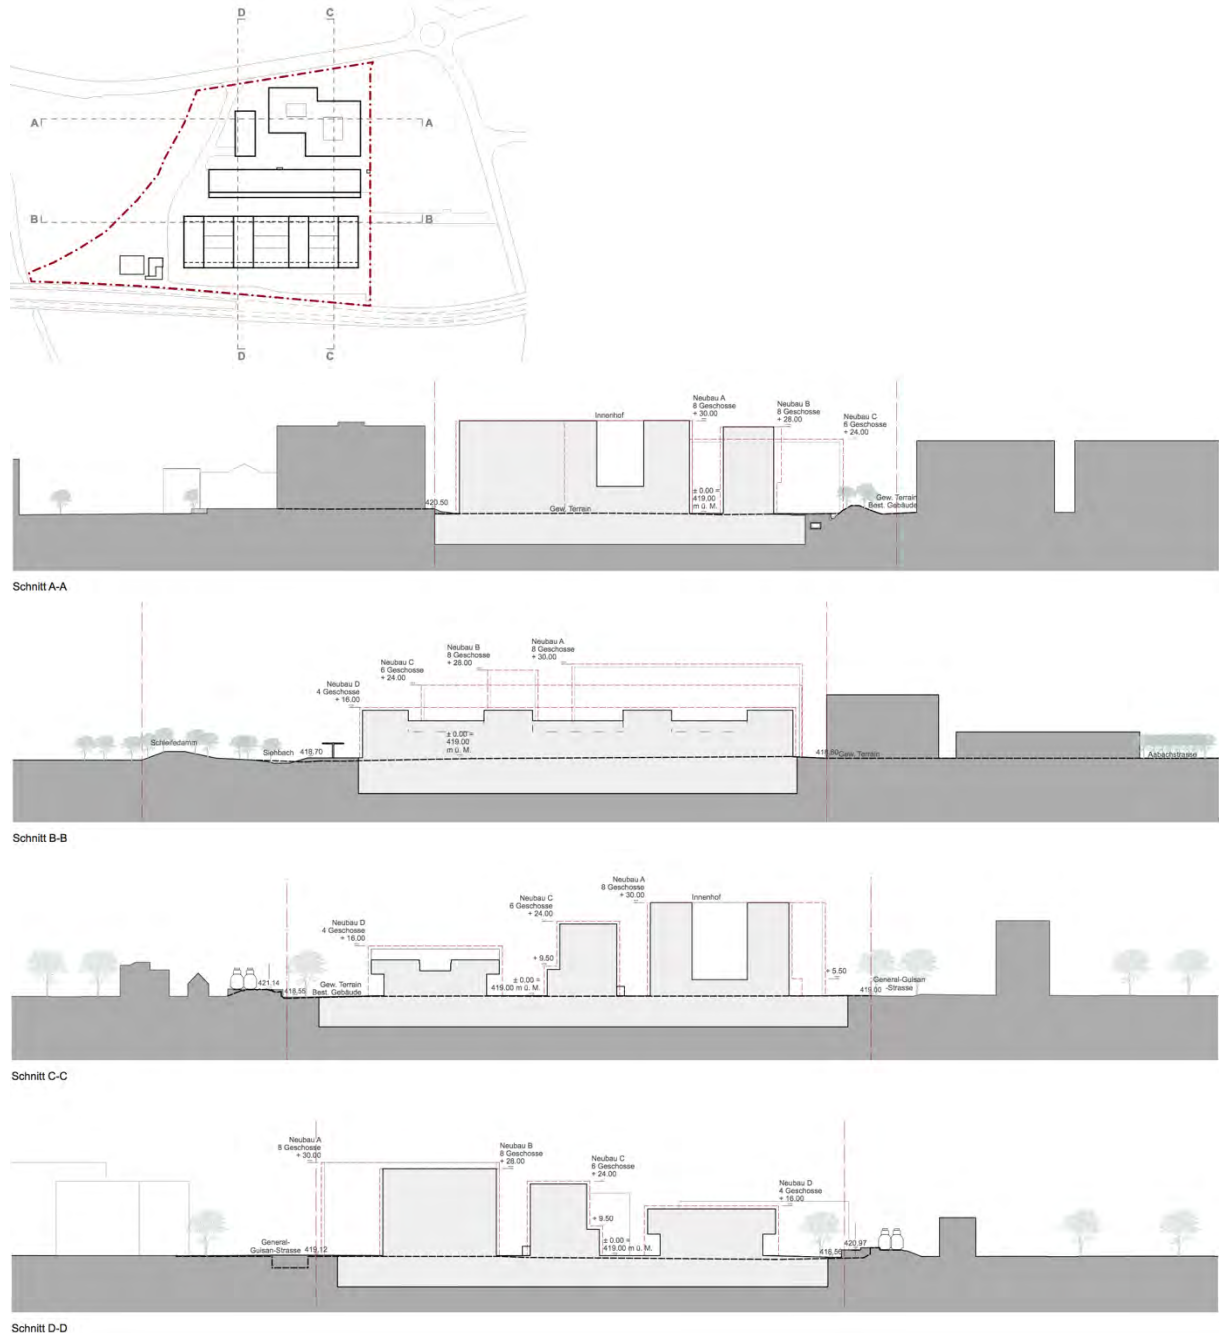 D
C
A
A
B
B
D
C
Neubau A
8 Geschosse
+ 30.00
Neubau B
8 Geschosse
+ 28.00
Neubau C
6 Geschosse
+ 24.00
Innenhof
420.50
± 0.00 =
419.00
m ü. M.
Gew. Terrain
Gew. Terrain
Best. Gebäude
Schnitt A-A
Neubau A
8 Geschosse
+ 30.00
Neubau B
8 Geschosse
+ 28.00
Neubau C
6 Geschosse
+ 24.00
Neubau D
4 Geschosse
+ 16.00
± 0.00 =
419.00
m ü. M.
Schleifedamm
Siehbach
418.70
Gew. Terrain
Aabachstrasse
Schnitt B-B
Neubau A
8 Geschosse
+ 30.00
Innenhof
Neubau C
6 Geschosse
+ 24.00
Neubau D
4 Geschosse
+ 16.00
+ 9.50
± 0.00 =
419.00 m ü. M.
+ 5.50
421.14
418.55
Gew. Terrain
Best. Gebäude
419.00
General-Guisan
-Strasse
Schnitt C-C
Neubau A
8 Geschosse
+ 30.00
Neubau B
8 Geschosse
+ 28.00
Neubau C
6 Geschosse
+ 24.00
Neubau D
4 Geschosse
+ 16.00
+ 9.50
± 0.00 =
419.00 m ü. M.
General-
Guisan-Strasse
419.12
420.97
418.56
Schnitt D-D